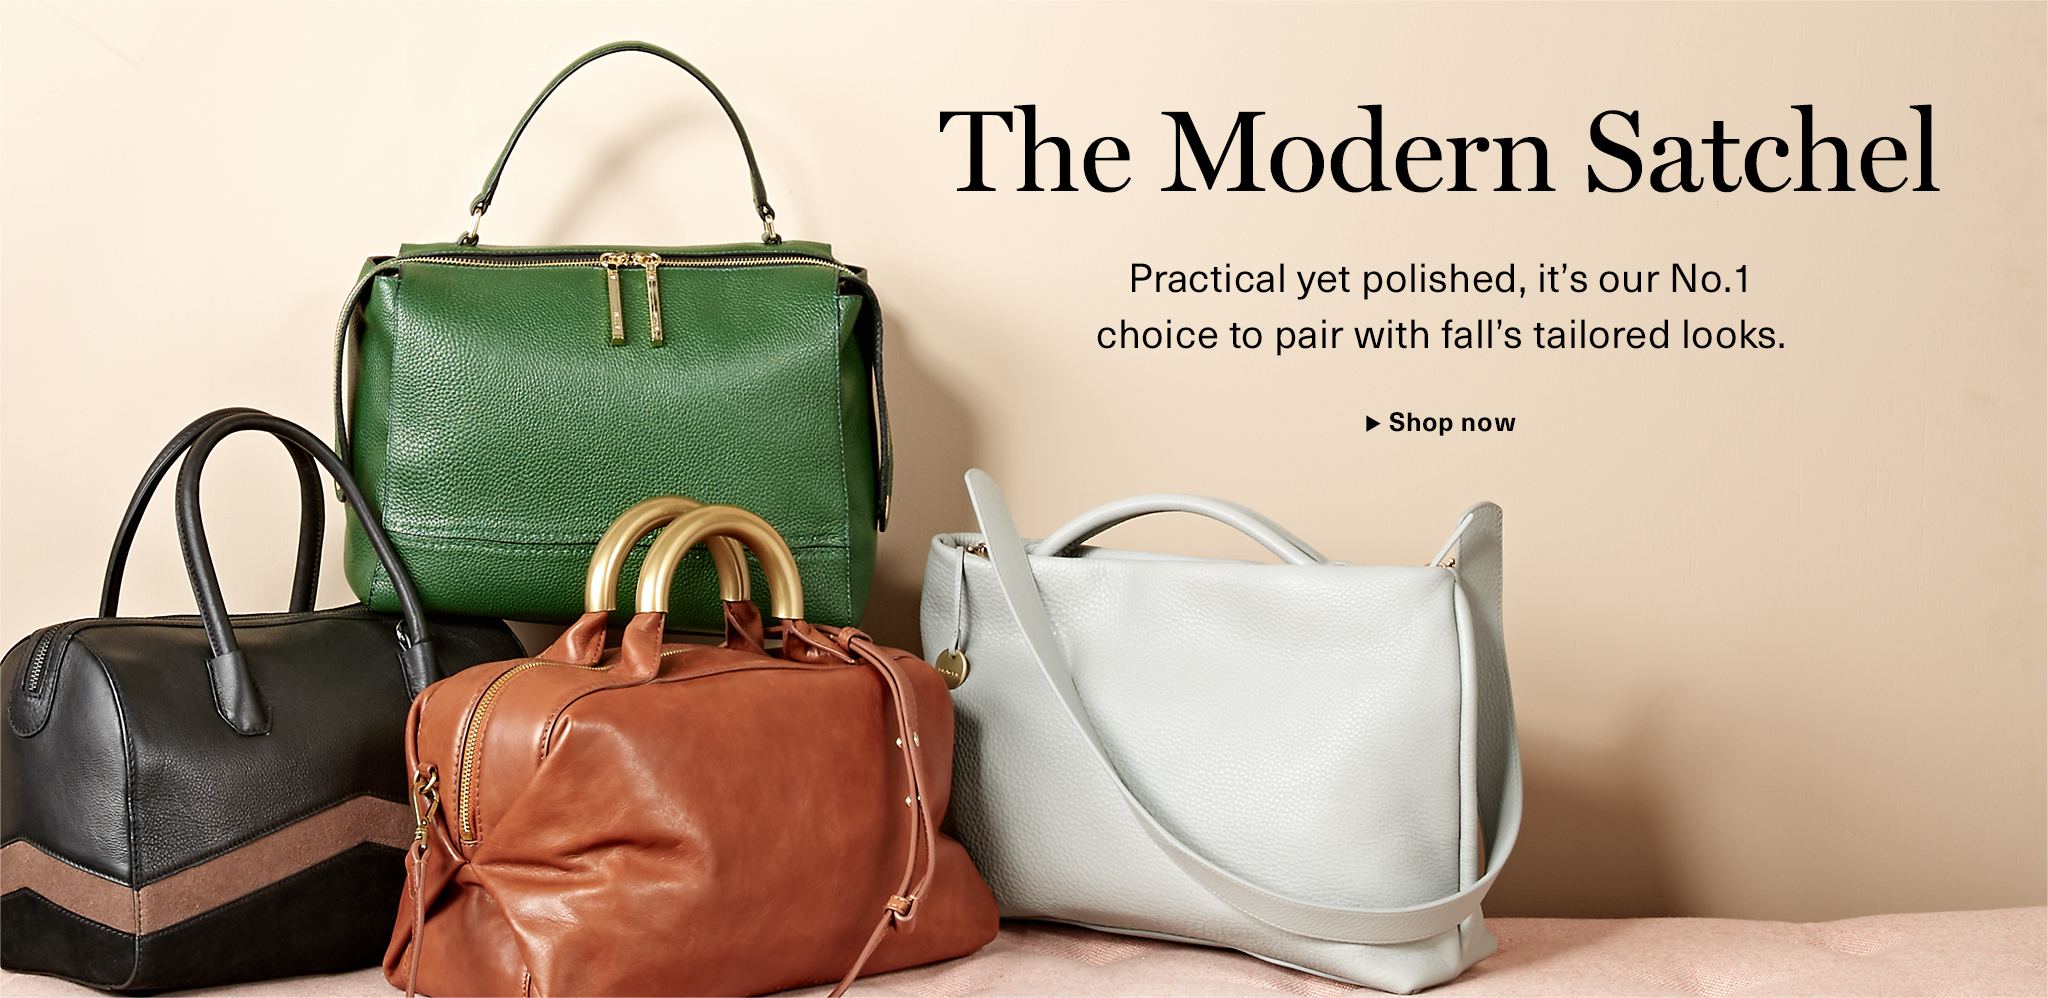 The Modern Satchel
Practical yet polished, it's our No.1
choice to pair with fall's tailored looks.
▶ Shop now